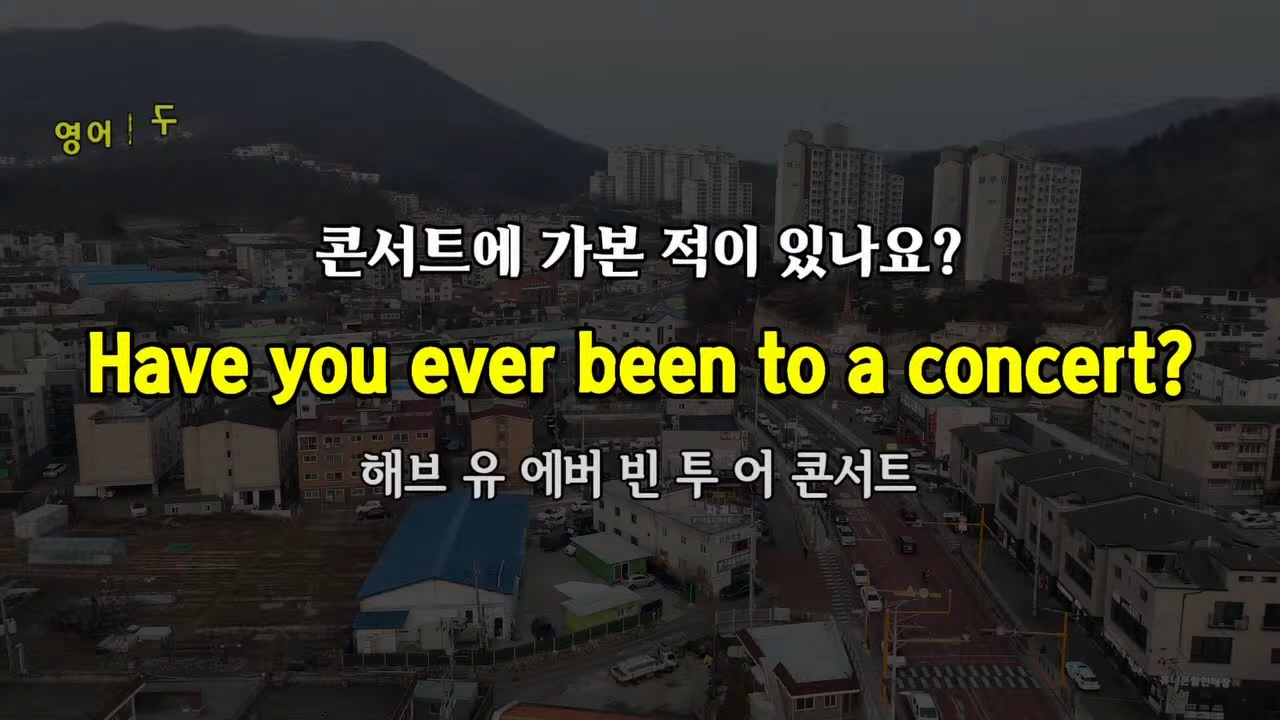 영어 | 두
콘서트에 가본 적이 있나요?
Have you ever been to a concert?
해브 유 에버 빈 투 어 콘서트